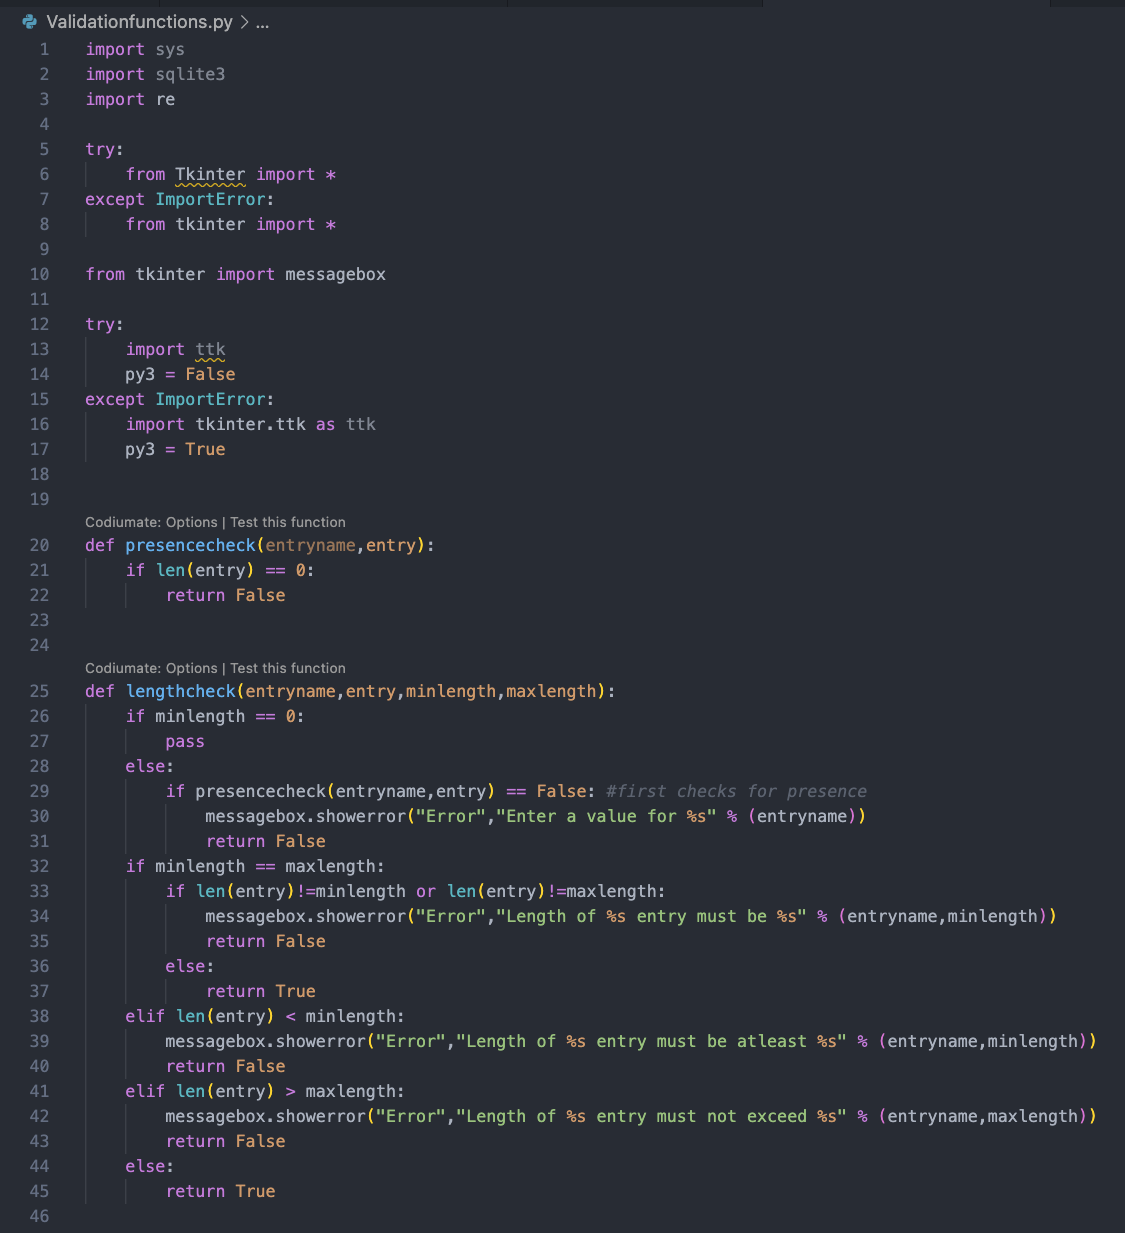 Validationfunctions.py > ...
1 import sys
2 import sqlite3
3 import re
4
5 try:
6     from Tkinter import *
7 except ImportError:
8     from tkinter import *
9
10 from tkinter import messagebox
11
12 try:
13     import ttk
14     py3 = False
15 except ImportError:
16     import tkinter.ttk as ttk
17     py3 = True
18
19
Codiumate: Options | Test this function
20 def presencecheck(entryname,entry):
21     if len(entry) == 0:
22         return False
23
24
Codiumate: Options | Test this function
25 def lengthcheck(entryname,entry,minlength,maxlength):
26     if minlength == 0:
27         pass
28     else:
29         if presencecheck(entryname,entry) == False: #first checks for presence
30             messagebox.showerror("Error","Enter a value for %s" % (entryname))
31             return False
32     if minlength == maxlength:
33         if len(entry)!=minlength or len(entry)!=maxlength:
34             messagebox.showerror("Error","Length of %s entry must be %s" % (entryname,minlength))
35             return False
36         else:
37             return True
38     elif len(entry) < minlength:
39         messagebox.showerror("Error","Length of %s entry must be atleast %s" % (entryname,minlength))
40         return False
41     elif len(entry) > maxlength:
42         messagebox.showerror("Error","Length of %s entry must not exceed %s" % (entryname,maxlength))
43         return False
44     else:
45         return True
46